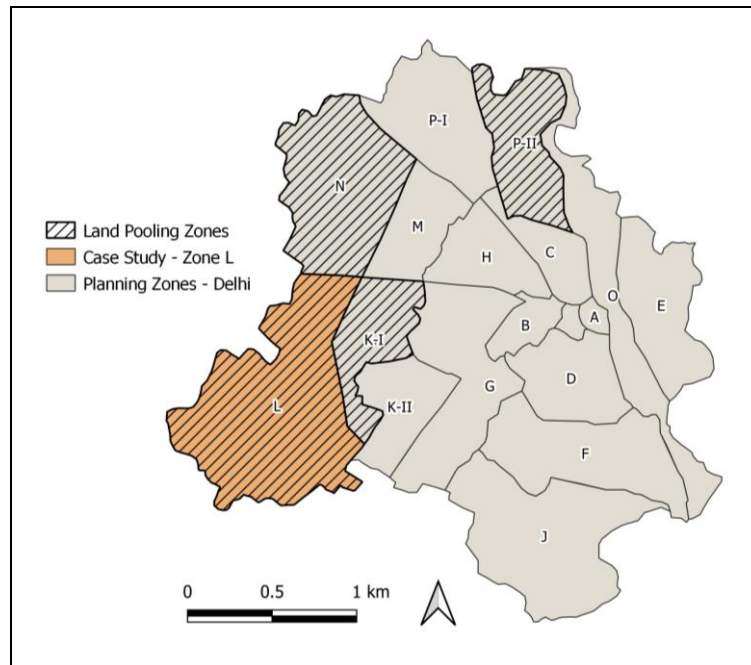 P-I
P-II
N
Land Pooling Zones
Case Study - Zone L
Planning Zones - Delhi
M
H
C
O
E
B
A
K-I
D
G
L
K-II
F
J
0 0.5 1 km